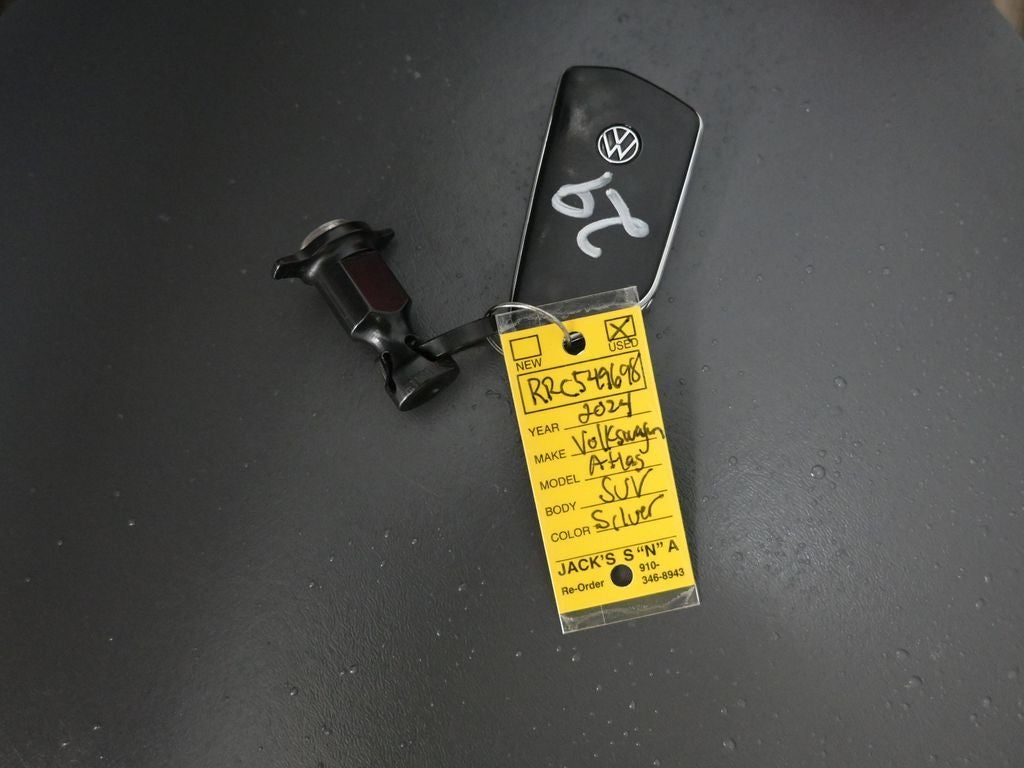 NEW
USED
RRC549698
YEAR 2024
MAKE Volkswagen
MODEL Atlas
BODY SUV
COLOR Silver
JACK'S S "N" A
Re-Order 910-
346-8943